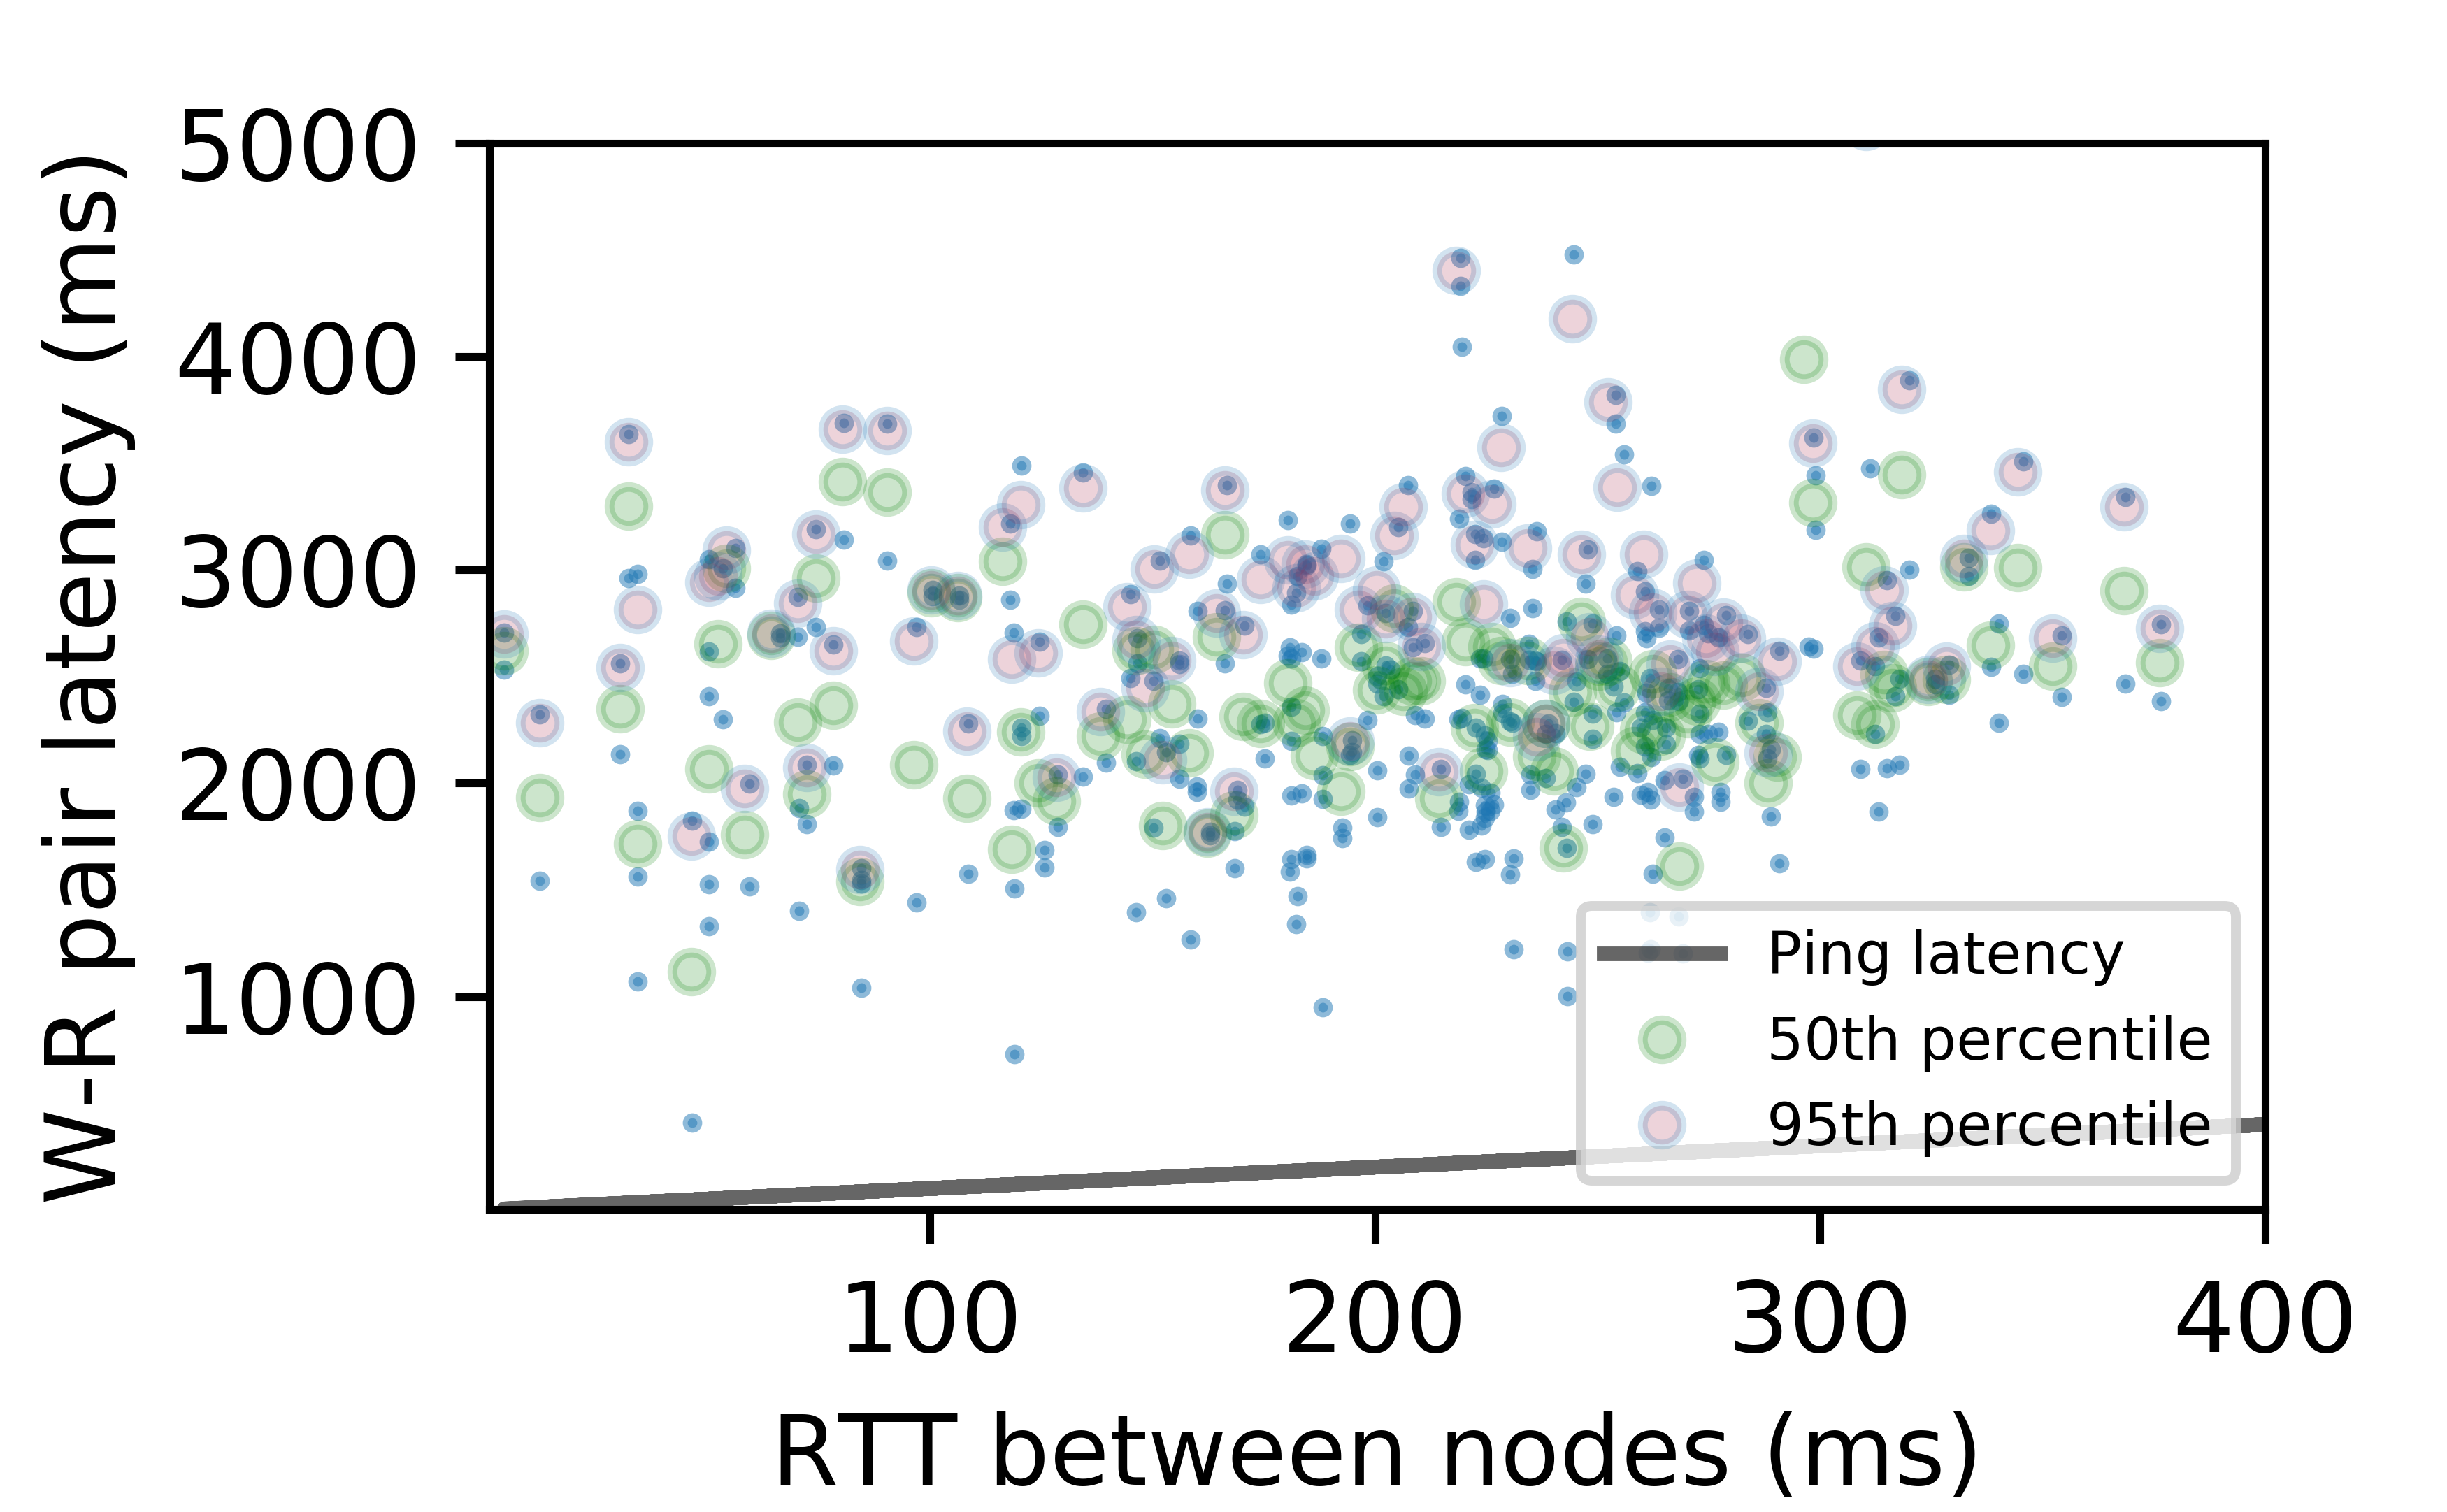 W-R pair latency (ms)
5000
4000
3000
2000
1000
Ping latency
50th percentile
95th percentile
100 200 300 400
RTT between nodes (ms)